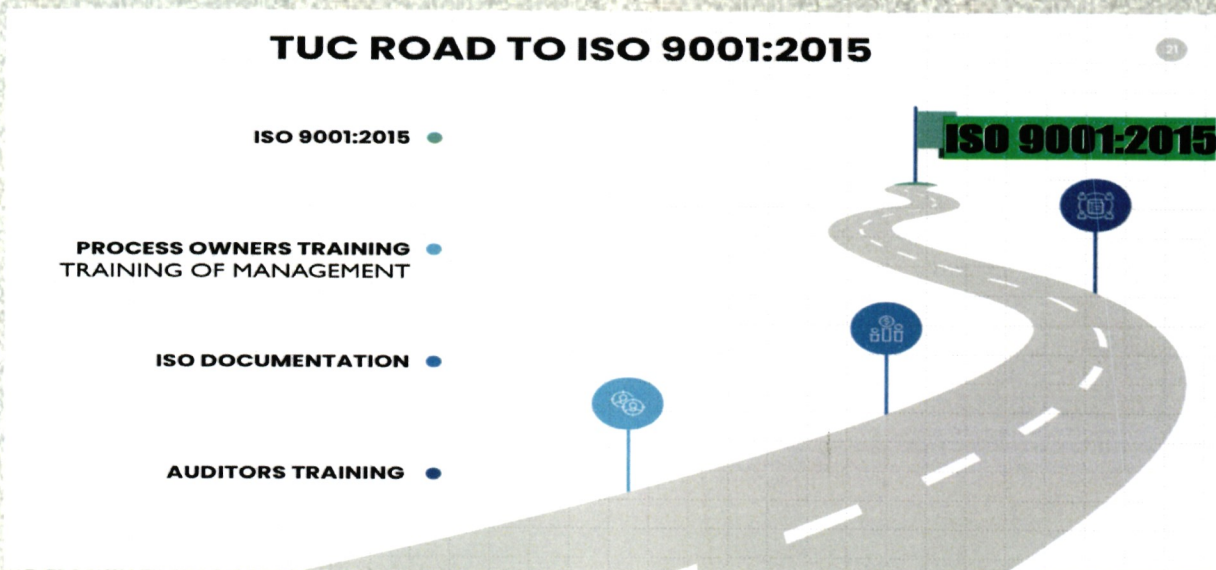 TUC ROAD TO ISO 9001:2015
21
ISO 9001:2015
ISO 9001:2015
PROCESS OWNERS TRAINING
TRAINING OF MANAGEMENT
ISO DOCUMENTATION
AUDITORS TRAINING